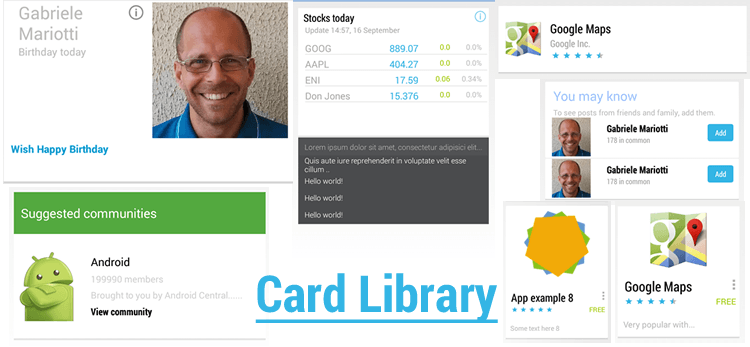 Gabriele
Mariotti
Birthday today
Wish Happy Birthday
Stocks today
Update 14:57, 16 September
GOOG 889.07 0.0 0.0%
AAPL 404.27 0.0 0.0%
ENI 17.59 0.06 0.34%
Don Jones 15.376 0.0 0.0%
Lorem ipsum dolor sit amet, consectetur adipisici elit...
Quis aute iure reprehenderit in voluptate velit esse
cillum ..
Hello world!
Hello world!
Hello world!
Google Maps
Google Inc.
You may know
To see posts from friends and family, add them.
Gabriele Mariotti
178 in common
Add
Gabriele Mariotti
178 in common
Add
Suggested communities
Android
199990 members
Brought to you by Android Central......
View community
Card Library
App example 8
FREE
Some text here 8
Google Maps
FREE
Very popular with...